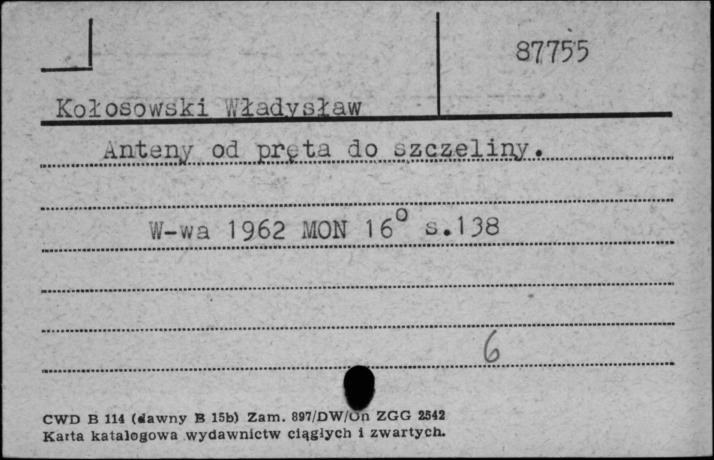 87755
Kołosowski Władysław
Anteny od pręta do szczeliny.
W-wa 1962 MON 16° s.138
6
CWD B 114 (dawny B 15b) Zam. 897/DW/On ZGG 2542
Karta katalogowa wydawnictw ciągłych i zwartych.